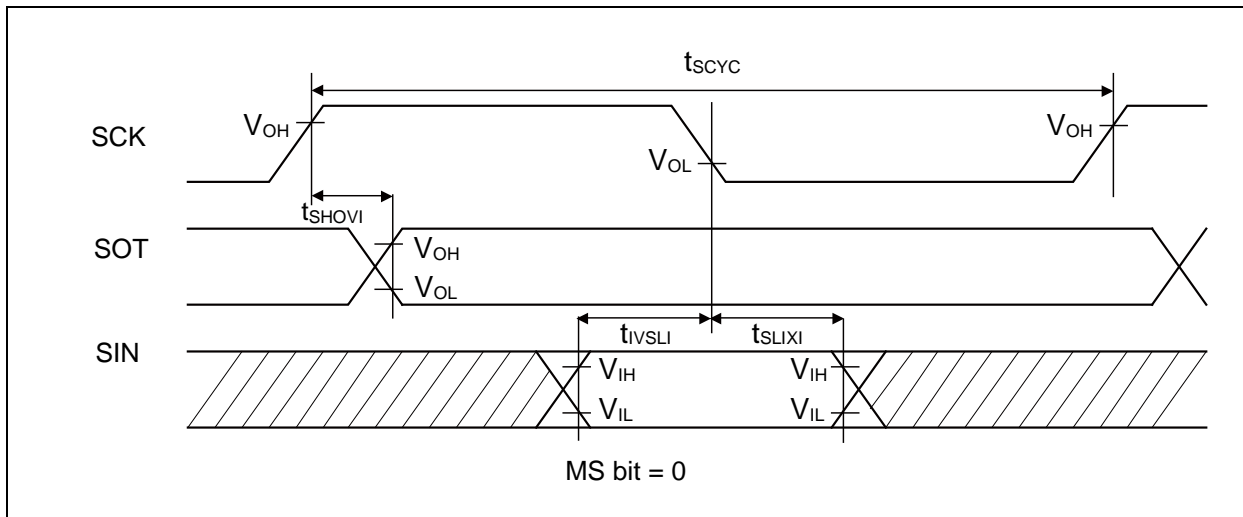 tSCYC
SCK
VOH
VOL
VOH
tSHOVI
SOT
VOH
VOL
SIN
tIVSLI
tSLIXI
VIH
VIH
VIL
VIL
MS bit = 0